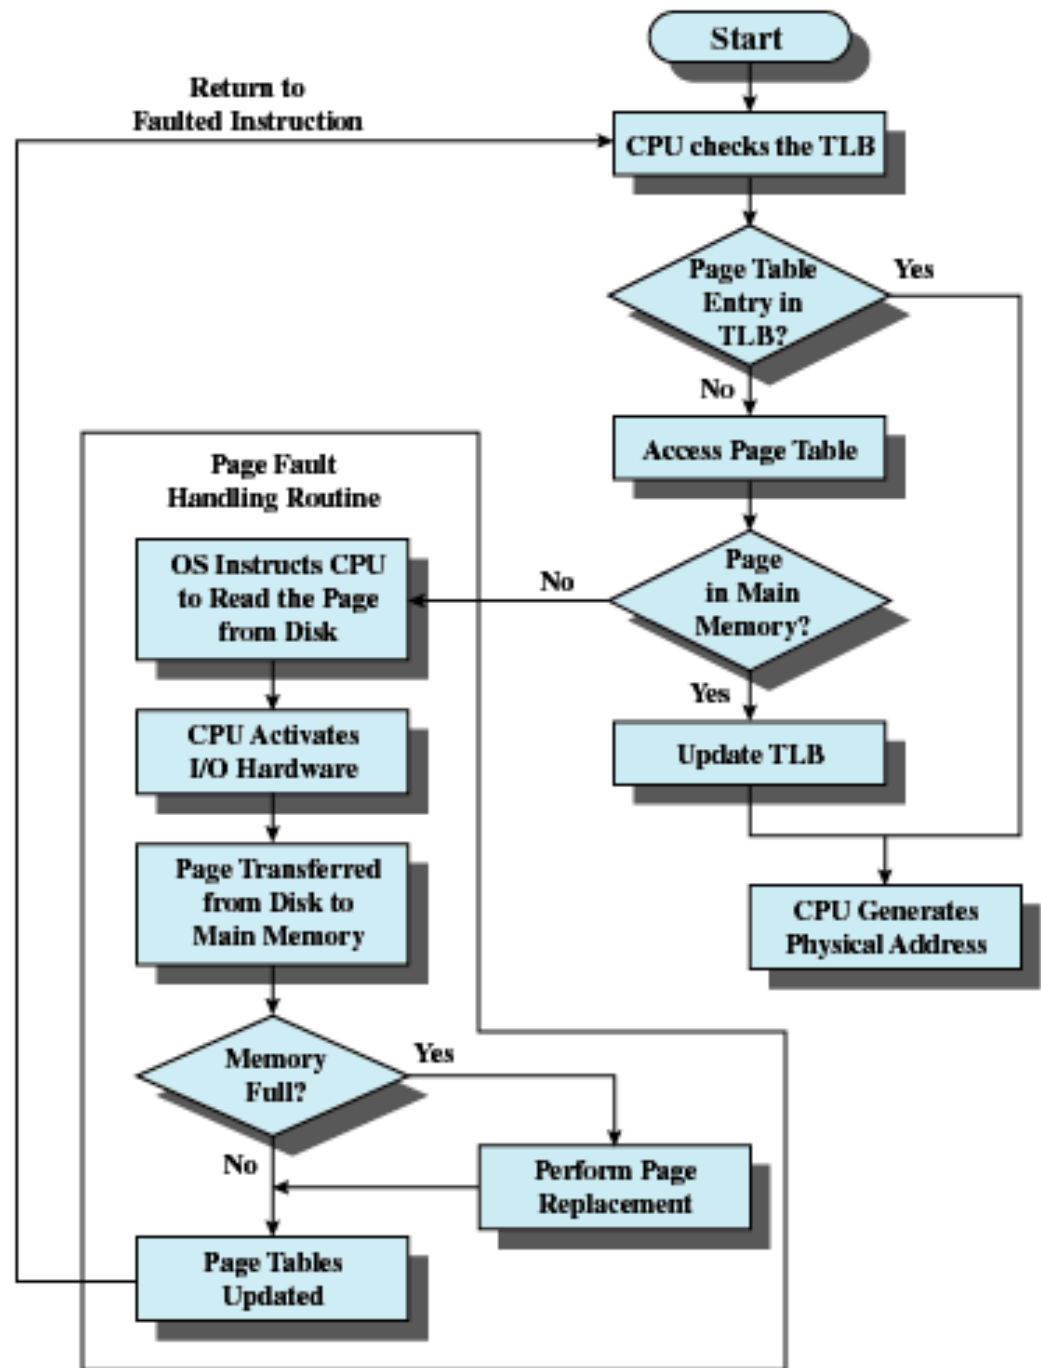 Start
Return to
Faulted Instruction
CPU checks the TLB
Page Table
Entry in
TLB?
Yes
No
Access Page Table
Page Fault
Handling Routine
OS Instructs CPU
to Read the Page
from Disk
No
Page
in Main
Memory?
Yes
CPU Activates
I/O Hardware
Update TLB
Page Transferred
from Disk to
Main Memory
CPU Generates
Physical Address
Memory
Full?
Yes
No
Perform Page
Replacement
Page Tables
Updated